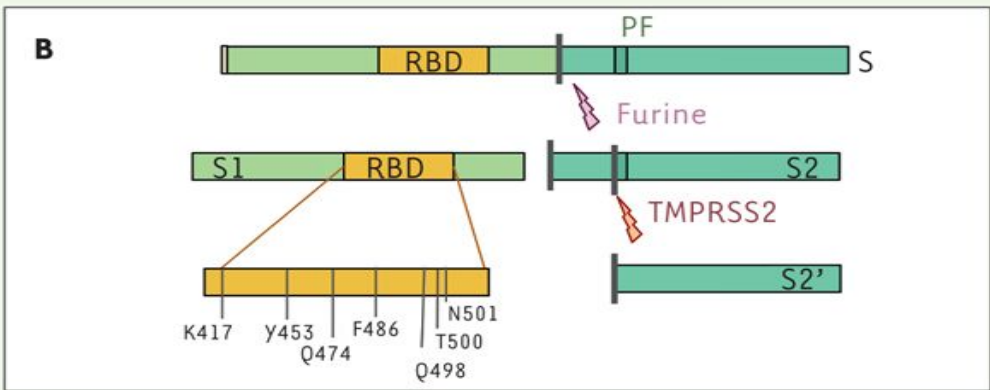 B
PF
RBD
S
Furine
S1
RBD
S2
TMPRSS2
S2’
N501
K417
Y453
F486
T500
Q474
Q498